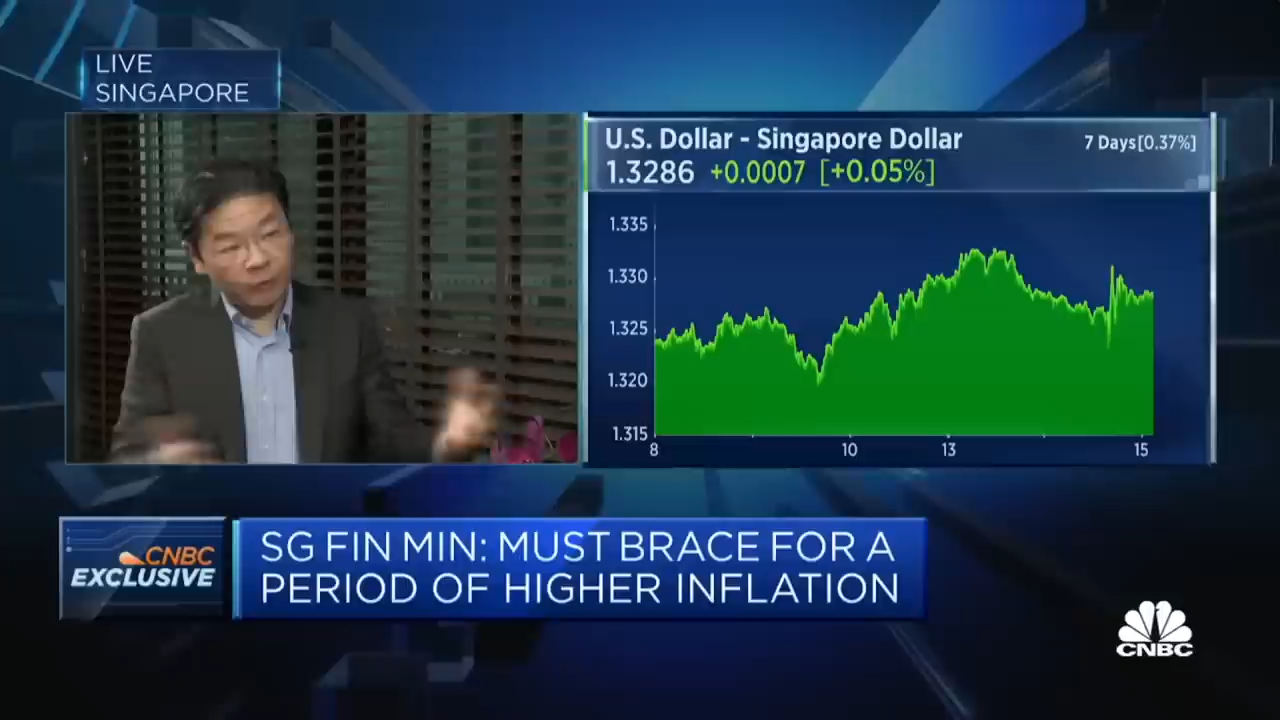 LIVE
SINGAPORE
U.S. Dollar - Singapore Dollar
7 Days[0.37%]
1.3286 +0.0007 [+0.05%]
1.335
1.330
1.325
1.320
1.315
8 10 13 15
CNBC
EXCLUSIVE
SG FIN MIN: MUST BRACE FOR A
PERIOD OF HIGHER INFLATION
CNBC